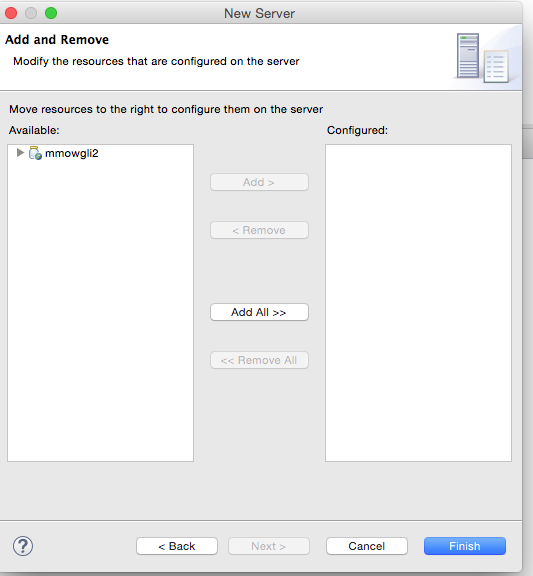 New Server
Add and Remove
Modify the resources that are configured on the server
Move resources to the right to configure them on the server
Available:
Configured:
mmowgli2
Add >
< Remove
Add All >>
<< Remove All
?
< Back
Next >
Cancel
Finish